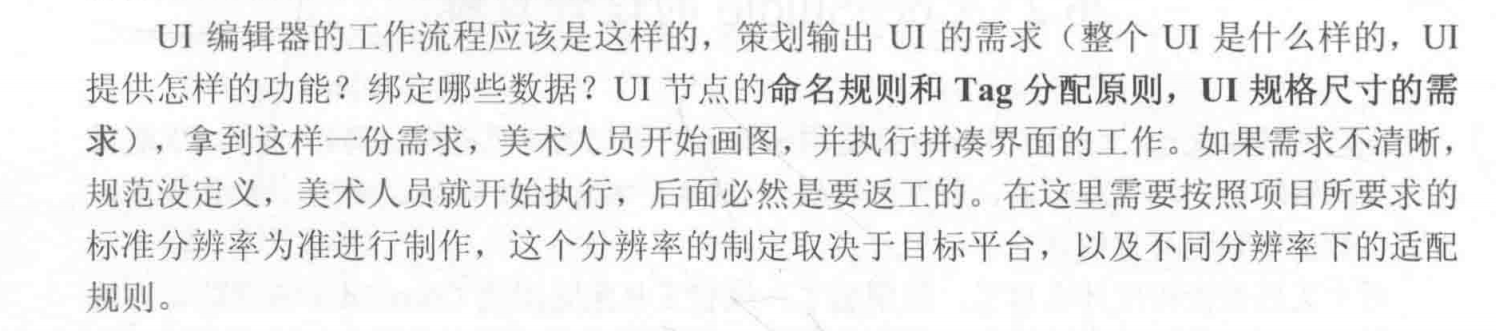 UI 编辑器的工作流程应该是这样的，策划输出 UI 的需求（整个 UI 是什么样的，UI
提供怎样的功能？绑定哪些数据？UI 节点的命名规则和 Tag 分配原则，UI 规格尺寸的需
求），拿到这样一份需求，美术人员开始画图，并执行拼凑界面的工作。如果需求不清晰，
规范没定义，美术人员就开始执行，后面必然是要返工的。在这里需要按照项目所要求的
标准分辨率为准进行制作，这个分辨率的制定取决于目标平台，以及不同分辨率下的适配
规则。